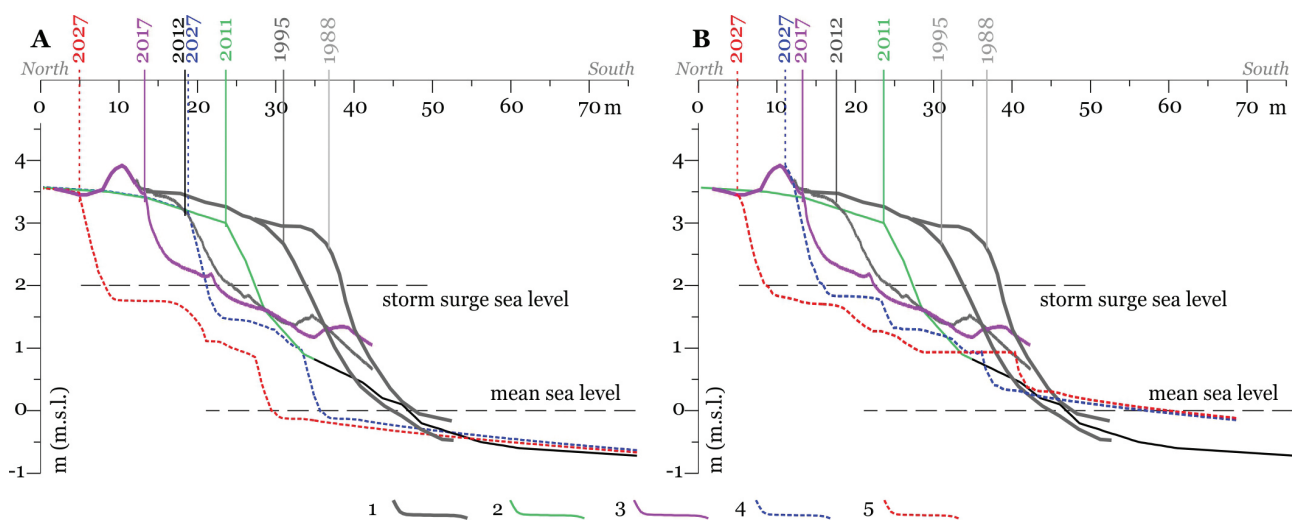 A
2027
2017
2012
2027
2011
1995
1988
North
South
0 10 20 30 40 50 60 70 m
4
3
2
1
0
-1
m (m.s.l.)
storm surge sea level
mean sea level
B
2027
2027
2017
2012
2011
1995
1988
North
South
0 10 20 30 40 50 60 70 m
4
3
2
1
0
-1
m (m.s.l.)
storm surge sea level
mean sea level
1 2 3 4 5